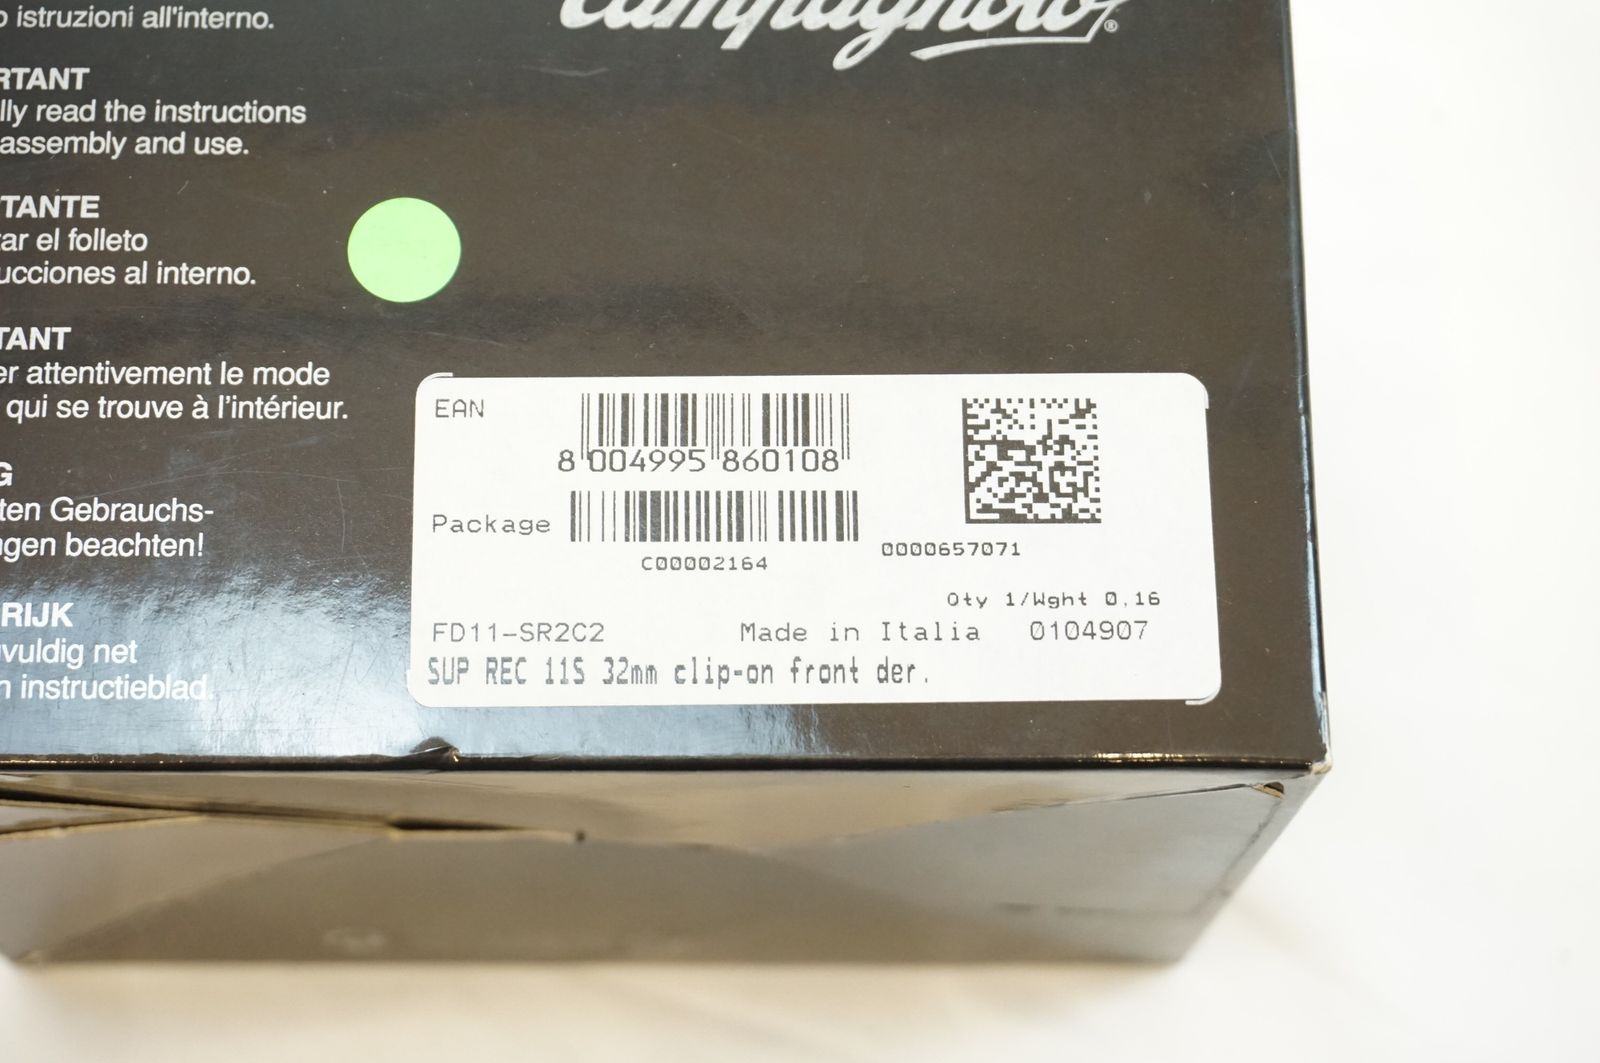 o istruzioni all'interno.
Campagnolo®
RTANT
lly read the instructions
assembly and use.
TANTE
ar el folleto
ucciones al interno.
TANT
er attentivement le mode
qui se trouve à l'intérieur.
G
ten Gebrauchs-
ngen beachten!
RIJK
vuldig net
n instructieblad.
EAN
8 004995 860108
Package
C00002164
0000657071
Qty 1/Wght 0,16
FD11-SR2C2 Made in Italia 0104907
SUP REC 11S 32mm clip-on front der.